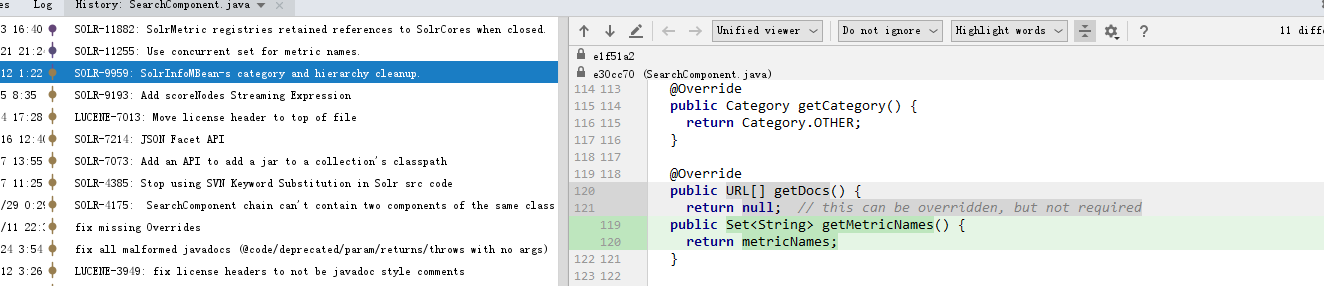 es Log History: SearchComponent.java
3 16:40 SOLR-11882: SolrMetric registries retained references to SolrCores when closed.
21 21:24 SOLR-11255: Use concurrent set for metric names.
12 1:22 SOLR-9959: SolrInfoMBean-s category and hierarchy cleanup.
5 8:35 SOLR-9193: Add scoreNodes Streaming Expression
4 17:28 LUCENE-7013: Move license header to top of file
16 12:40 SOLR-7214: JSON Facet API
7 13:55 SOLR-7073: Add an API to add a jar to a collection's classpath
7 11:25 SOLR-4385: Stop using SVN Keyword Substitution in Solr src code
/29 0:29 SOLR-4175: SearchComponent chain can't contain two components of the same class
/11 22: fix missing Overrides
24 3:54 fix all malformed javadocs (@code/deprecated/param/returns/throws with no args)
12 3:26 LUCENE-3949: fix license headers to not be javadoc style comments
Unified viewer Do not ignore Highlight words ? 11 diffe
e1f51a2
e30cc70 (SearchComponent.java)
114 113 @Override
115 114 public Category getCategory() {
116 115 return Category.OTHER;
117 116 }
118 117
119 118 @Override
120 public URL[] getDocs() {
121 return null; // this can be overridden, but not required
119 public Set<String> getMetricNames() {
120 return metricNames;
122 121 }
123 122